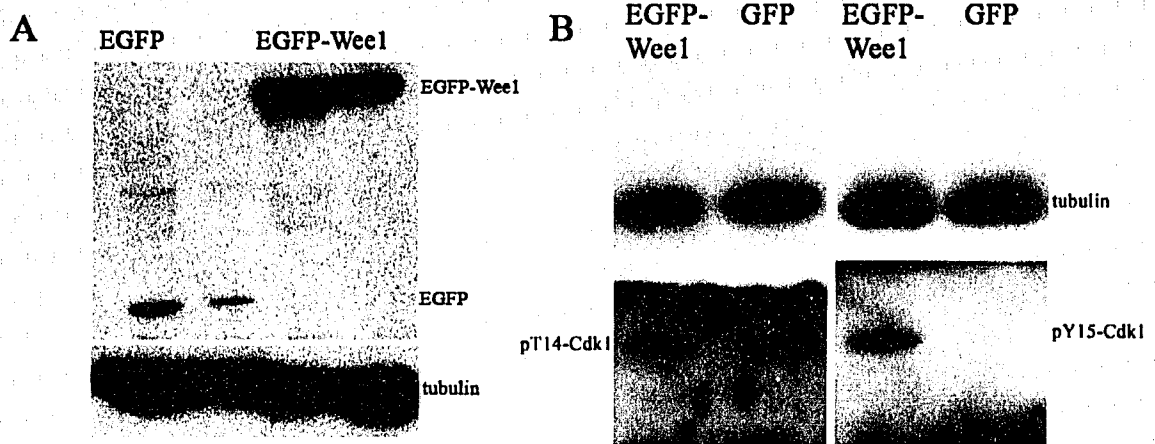 A
EGFP EGFP-Wee1
EGFP-Wee1
EGFP
tubulin
B
EGFP-
Wee1
GFP
EGFP-
Wee1
GFP
tubulin
pT14-Cdk1
pY15-Cdk1